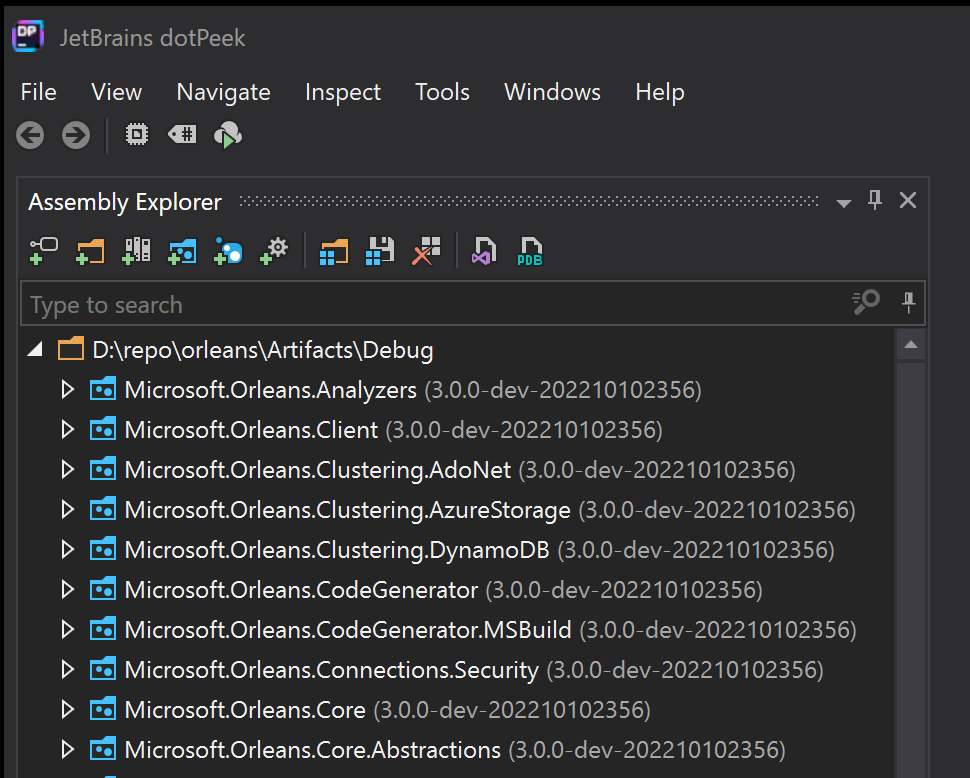 DP
JetBrains dotPeek
File View Navigate Inspect Tools Windows Help
#
Assembly Explorer
PDB
Type to search
D:\repo\orleans\Artifacts\Debug
Microsoft.Orleans.Analyzers (3.0.0-dev-202210102356)
Microsoft.Orleans.Client (3.0.0-dev-202210102356)
Microsoft.Orleans.Clustering.AdoNet (3.0.0-dev-202210102356)
Microsoft.Orleans.Clustering.AzureStorage (3.0.0-dev-202210102356)
Microsoft.Orleans.Clustering.DynamoDB (3.0.0-dev-202210102356)
Microsoft.Orleans.CodeGenerator (3.0.0-dev-202210102356)
Microsoft.Orleans.CodeGenerator.MSBuild (3.0.0-dev-202210102356)
Microsoft.Orleans.Connections.Security (3.0.0-dev-202210102356)
Microsoft.Orleans.Core (3.0.0-dev-202210102356)
Microsoft.Orleans.Core.Abstractions (3.0.0-dev-202210102356)